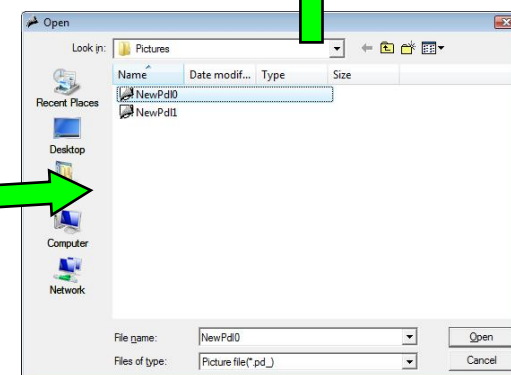 Open
Look in: Pictures
Name Date modif... Type Size
NewPdl0
NewPdl1
Recent Places
Desktop
Computer
Network
File name: NewPdl0 Open
Files of type: Picture file(*.pd_) Cancel